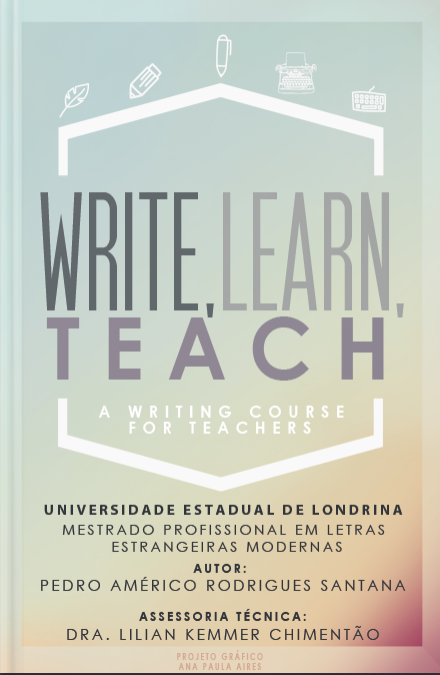 WRITE, LEARN,
TEACH
A WRITING COURSE
FOR TEACHERS
UNIVERSIDADE ESTADUAL DE LONDRINA
MESTRADO PROFISSIONAL EM LETRAS
ESTRANGEIRAS MODERNAS
AUTOR:
PEDRO AMÉRICO RODRIGUES SANTANA
ASSESSORIA TÉCNICA:
DRA. LILIAN KEMMER CHIMENTÃO
PROJETO GRÁFICO
ANA PAULA AIRES